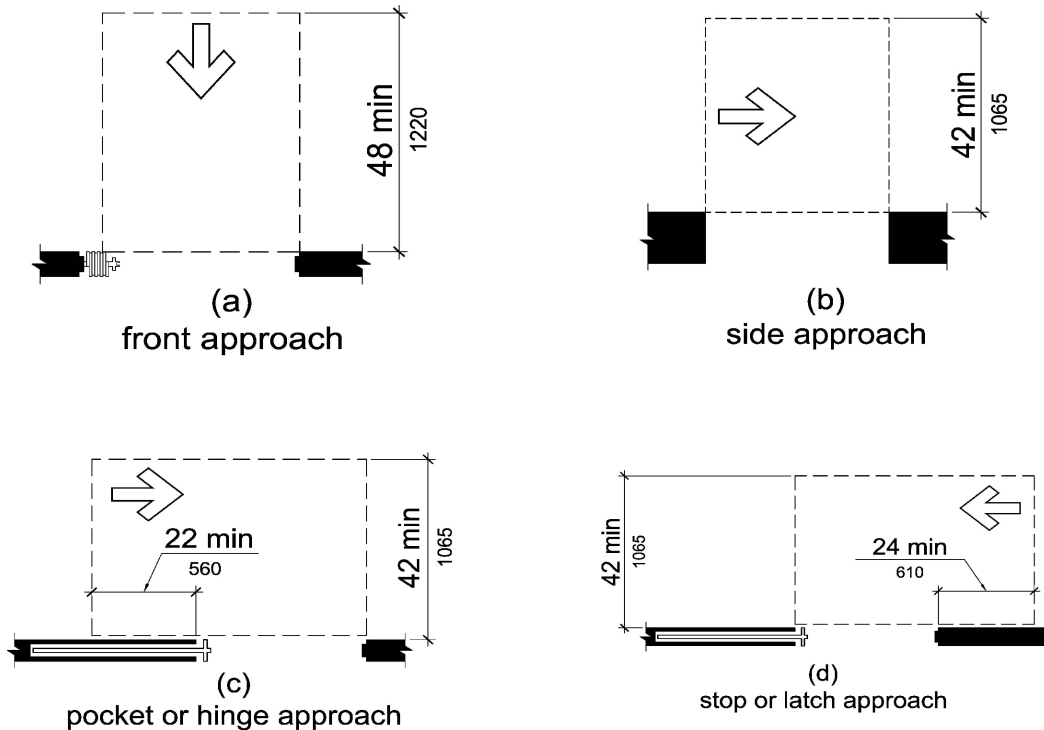 48 min
1220
(a)
front approach
42 min
1065
(b)
side approach
22 min
560
42 min
1065
(c)
pocket or hinge approach
42 min
1065
24 min
610
(d)
stop or latch approach